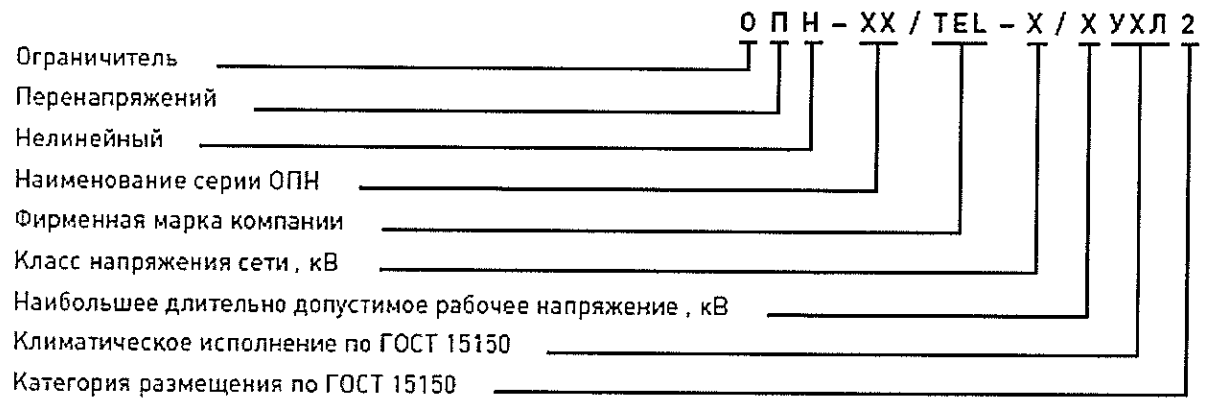 О П Н – ХХ / TEL – Х / Х УХЛ 2
Ограничитель
Перенапряжений
Нелинейный
Наименование серии ОПН
Фирменная марка компании
Класс напряжения сети , кВ
Наибольшее длительно допустимое рабочее напряжение , кВ
Климатическое исполнение по ГОСТ 15150
Категория размещения по ГОСТ 15150